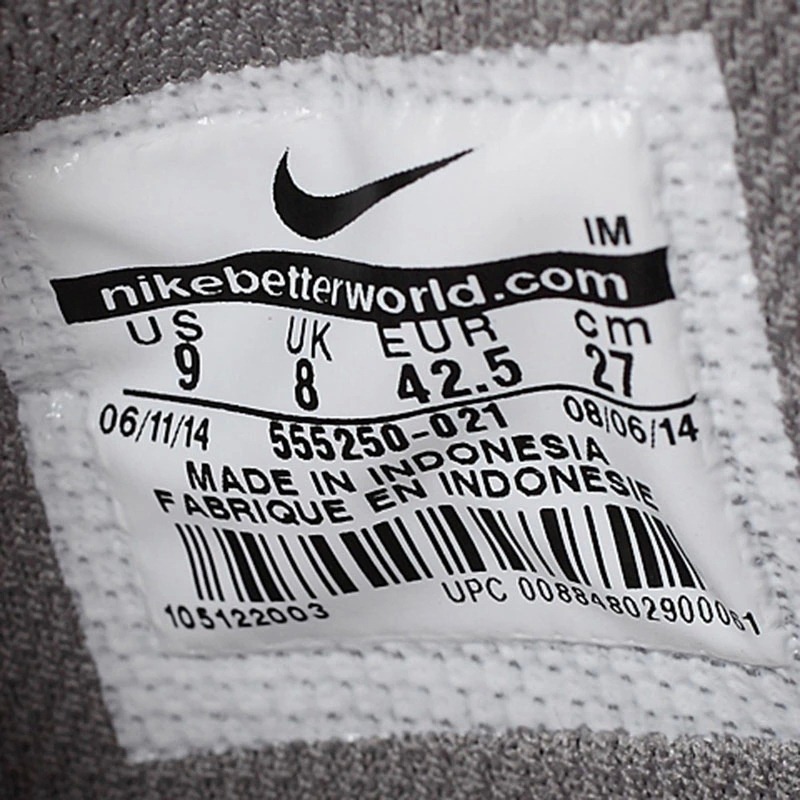 IM
nikebetterworld.com
US UK EUR cm
9 8 42.5 27
06/11/14 555250-021 08/06/14
MADE IN INDONESIA
FABRIQUE EN INDONESIE
105122003 UPC 00884802900061